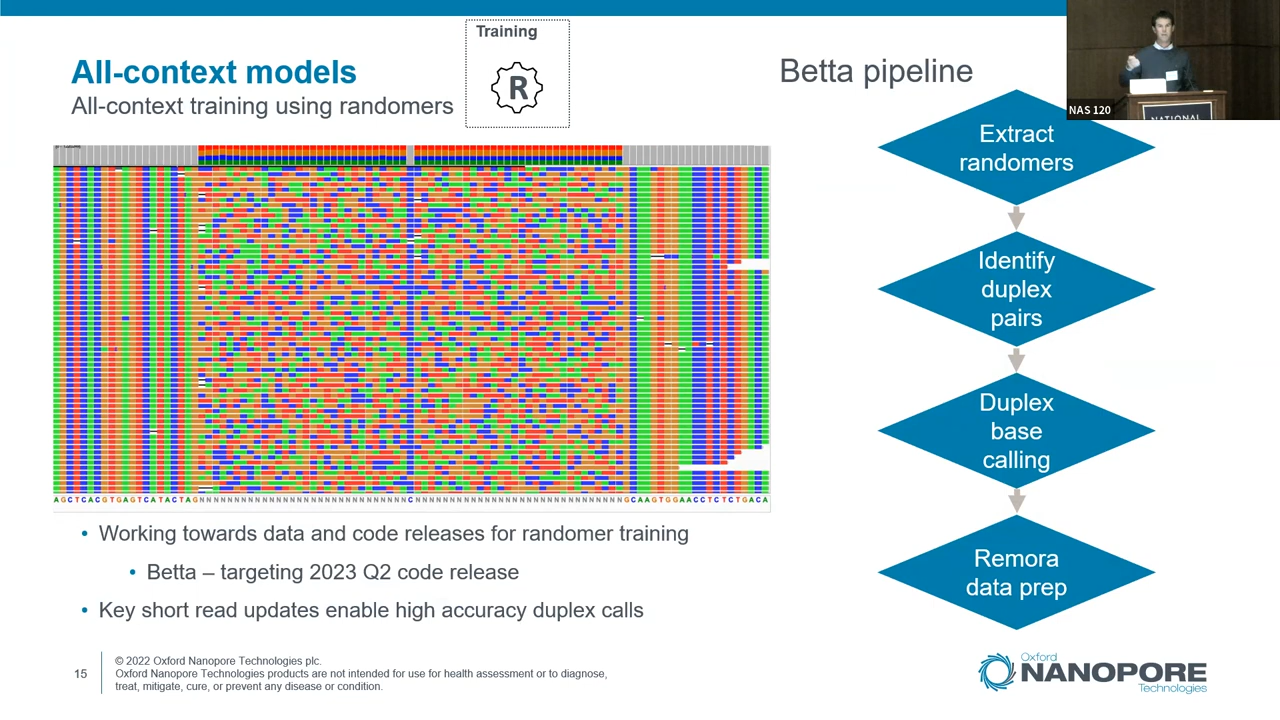 Training
R
All-context models
All-context training using randomers
AGCTCACGTGAGTCATACTAGNNNNNNNNNNNNNNNNNNNNNNNNNNNNNNCNNNNNNNNNNNNNNNNNNNNNNNNNNNNNNGCAAGTGGAACCTCTCTGACA
• Working towards data and code releases for randomer training
• Betta – targeting 2023 Q2 code release
• Key short read updates enable high accuracy duplex calls
Betta pipeline
Extract
randomers
Identify
duplex
pairs
Duplex
base
calling
Remora
data prep
NAS 120
NATIONAL
15
© 2022 Oxford Nanopore Technologies plc.
Oxford Nanopore Technologies products are not intended for use for health assessment or to diagnose,
treat, mitigate, cure, or prevent any disease or condition.
Oxford
NANOPORE
Technologies